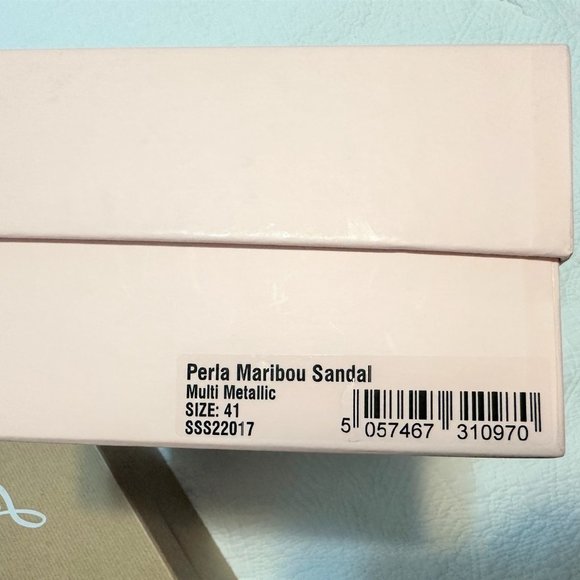 Perla Maribou Sandal
Multi Metallic
SIZE: 41
SSS22017
5 057467 310970